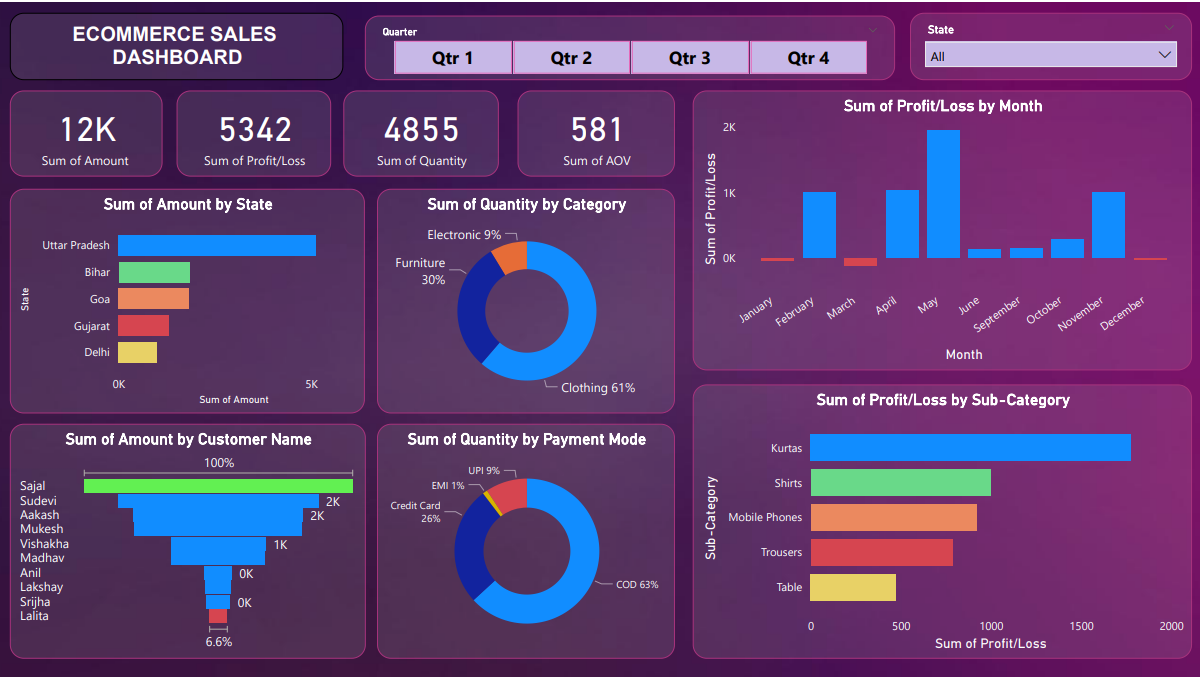 ECOMMERCE SALES
DASHBOARD
Quarter
Qtr 1
Qtr 2
Qtr 3
Qtr 4
State
All
12K
Sum of Amount
5342
Sum of Profit/Loss
4855
Sum of Quantity
581
Sum of AOV
Sum of Profit/Loss by Month
2K
1K
0K
Sum of Profit/Loss
January
February
March
April
May
June
September
October
November
December
Month
Sum of Amount by State
Uttar Pradesh
Bihar
Goa
Gujarat
Delhi
State
0K
5K
Sum of Amount
Sum of Quantity by Category
Electronic 9%
Furniture
30%
Clothing 61%
Sum of Amount by Customer Name
100%
Sajal
Sudevi
2K
Aakash
2K
Mukesh
Vishakha
1K
Madhav
Anil
0K
Lakshay
Srijha
0K
Lalita
6.6%
Sum of Quantity by Payment Mode
UPI 9%
EMI 1%
Credit Card
26%
COD 63%
Sum of Profit/Loss by Sub-Category
Kurtas
Shirts
Mobile Phones
Trousers
Table
Sub-Category
0
500
1000
1500
2000
Sum of Profit/Loss